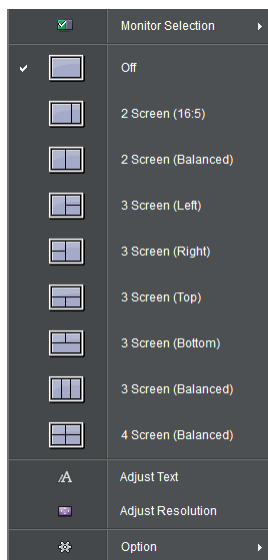 Monitor Selection
Off
2 Screen (16:5)
2 Screen (Balanced)
3 Screen (Left)
3 Screen (Right)
3 Screen (Top)
3 Screen (Bottom)
3 Screen (Balanced)
4 Screen (Balanced)
Adjust Text
Adjust Resolution
Option